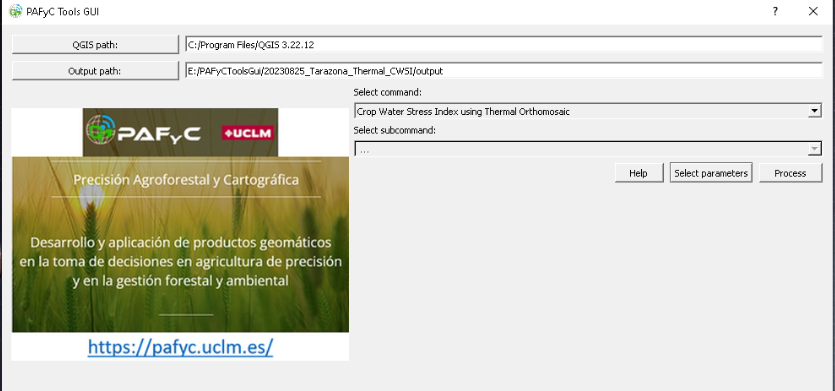 PAFyC Tools GUI
?
QGIS path:
C:/Program Files/QGIS 3.22.12
Output path:
E:/PAFyCToolsGui/20230825_Tarazona_Thermal_CWSI/output
Select command:
Crop Water Stress Index using Thermal Orthomosaic
Select subcommand:
...
Help
Select parameters
Process
PAFyC
+UCLM
Precisión Agroforestal y Cartográfica
Desarrollo y aplicación de productos geomáticos
en la toma de decisiones en agricultura de precisión
y en la gestión forestal y ambiental
https://pafyc.uclm.es/